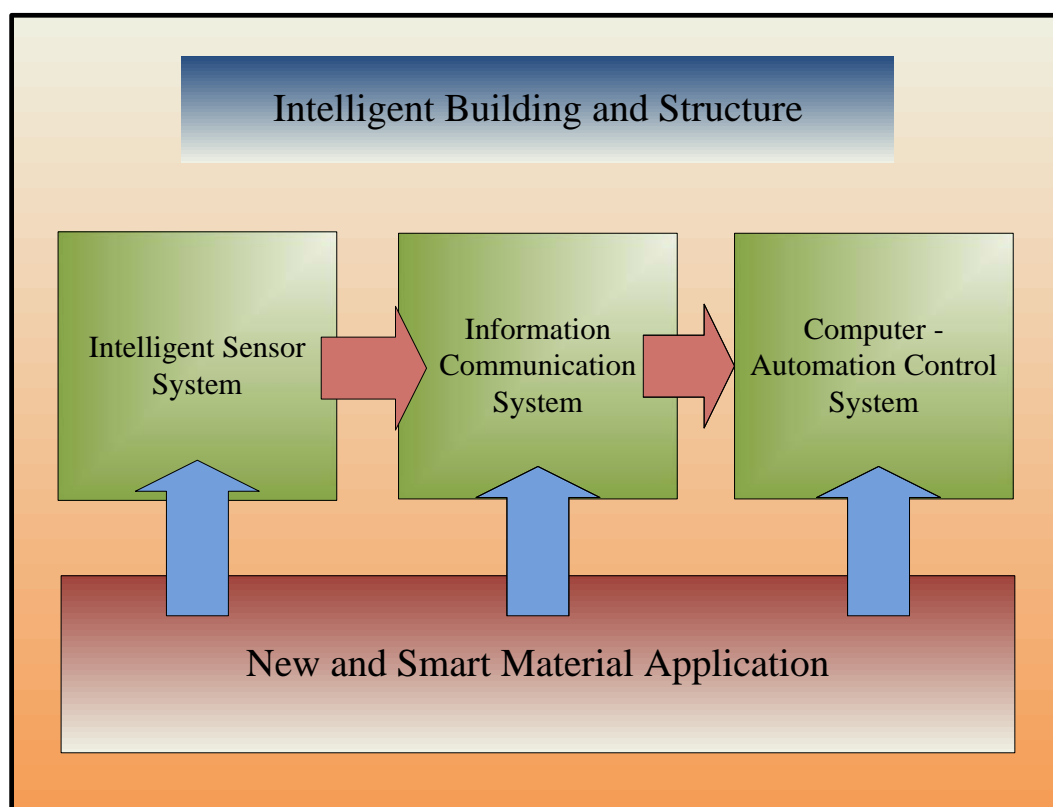 Intelligent Building and Structure
Intelligent Sensor
System
Information
Communication
System
Computer -
Automation Control
System
New and Smart Material Application